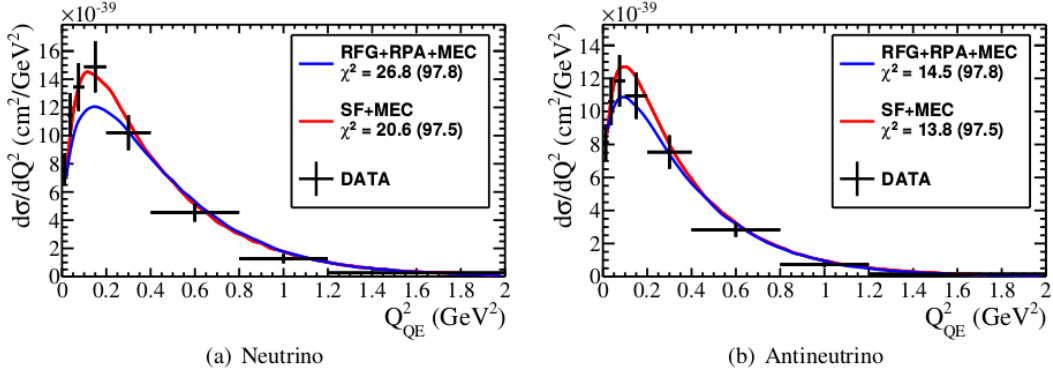 ×10⁻³⁹
dσ/dQ² (cm²/GeV²)
16
14
12
10
8
6
4
2
0
RFG+RPA+MEC
χ² = 26.8 (97.8)
SF+MEC
χ² = 20.6 (97.5)
DATA
0 0.2 0.4 0.6 0.8 1 1.2 1.4 1.6 1.8 2
Q²_QE (GeV²)
(a) Neutrino
×10⁻³⁹
dσ/dQ² (cm²/GeV²)
16
14
12
10
8
6
4
2
0
RFG+RPA+MEC
χ² = 14.5 (97.8)
SF+MEC
χ² = 13.8 (97.5)
DATA
0 0.2 0.4 0.6 0.8 1 1.2 1.4 1.6 1.8 2
Q²_QE (GeV²)
(b) Antineutrino